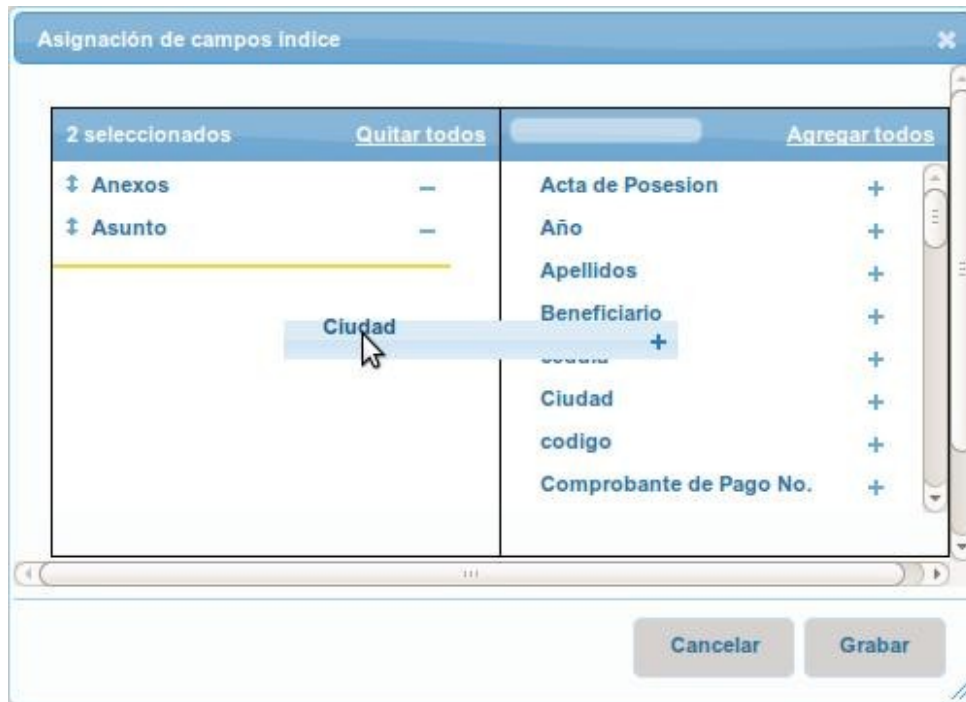 Asignación de campos índice
2 seleccionados Quitar todos Agregar todos
Anexos
Asunto
Acta de Posesion
Año
Apellidos
Beneficiario
Ciudad
Ciudad
codigo
Comprobante de Pago No.
Cancelar Grabar